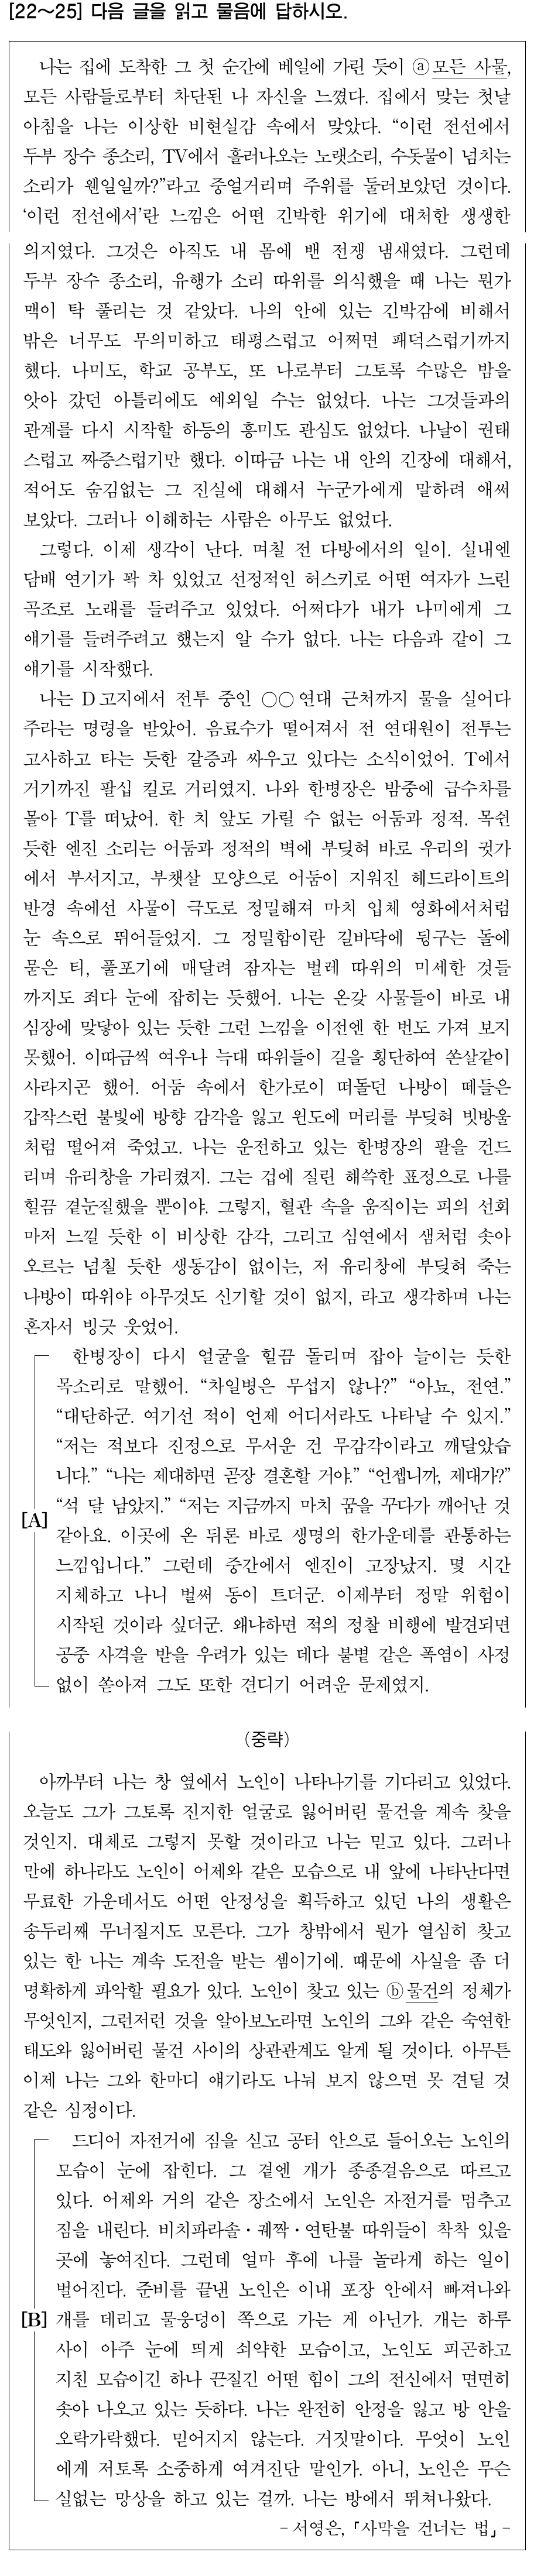 [22～25] 다음 글을 읽고 물음에 답하시오.
나는 집에 도착한 그 첫 순간에 베일에 가린 듯이 ⓐ모든 사물,
모든 사람들로부터 차단된 나 자신을 느꼈다. 집에서 맞는 첫날
아침을 나는 이상한 비현실감 속에서 맞았다. “이런 전선에서
두부 장수 종소리, TV에서 흘러나오는 노랫소리, 수돗물이 넘치는
소리가 웬일일까?”라고 중얼거리며 주위를 둘러보았던 것이다.
‘이런 전선에서’란 느낌은 어떤 긴박한 위기에 대처한 생생한
의지였다. 그것은 아직도 내 몸에 밴 전쟁 냄새였다. 그런데
두부 장수 종소리, 유행가 소리 따위를 의식했을 때 나는 뭔가
맥이 탁 풀리는 것 같았다. 나의 안에 있는 긴박감에 비해서
밖은 너무도 무의미하고 태평스럽고 어쩌면 패덕스럽기까지
했다. 나미도, 학교 공부도, 또 나로부터 그토록 수많은 밤을
앗아 갔던 아틀리에도 예외일 수는 없었다. 나는 그것들과의
관계를 다시 시작할 하등의 흥미도 관심도 없었다. 나날이 권태
스럽고 짜증스럽기만 했다. 이따금 나는 내 안의 긴장에 대해서,
적어도 숨김없는 그 진실에 대해서 누군가에게 말하려 애써
보았다. 그러나 이해하는 사람은 아무도 없었다.
그렇다. 이제 생각이 난다. 며칠 전 다방에서의 일이. 실내엔
담배 연기가 꽉 차 있었고 선정적인 허스키로 어떤 여자가 느린
곡조로 노래를 들려주고 있었다. 어쩌다가 내가 나미에게 그
얘기를 들려주려고 했는지 알 수가 없다. 나는 다음과 같이 그
얘기를 시작했다.
나는 D고지에서 전투 중인 ○○연대 근처까지 물을 실어다
주라는 명령을 받았어. 음료수가 떨어져서 전 연대원이 전투는
고사하고 타는 듯한 갈증과 싸우고 있다는 소식이었어. T에서
거기까진 팔십 킬로 거리였지. 나와 한병장은 밤중에 급수차를
몰아 T를 떠났어. 한 치 앞도 가릴 수 없는 어둠과 정적. 목쉰
듯한 엔진 소리는 어둠과 정적의 벽에 부딪혀 바로 우리의 귓가
에서 부서지고, 부챗살 모양으로 어둠이 지워진 헤드라이트의
반경 속에선 사물이 극도로 정밀해져 마치 입체 영화에서처럼
눈 속으로 뛰어들었지. 그 정밀함이란 길바닥에 뒹구는 돌에
묻은 티, 풀포기에 매달려 잠자는 벌레 따위의 미세한 것들
까지도 죄다 눈에 잡히는 듯했어. 나는 온갖 사물들이 바로 내
심장에 맞닿아 있는 듯한 그런 느낌을 이전엔 한 번도 가져 보지
못했어. 이따금씩 여우나 늑대 따위들이 길을 횡단하여 쏜살같이
사라지곤 했어. 어둠 속에서 한가로이 떠돌던 나방이 떼들은
갑작스런 불빛에 방향 감각을 잃고 윈도에 머리를 부딪혀 빗방울
처럼 떨어져 죽었고. 나는 운전하고 있는 한병장의 팔을 건드
리며 유리창을 가리켰지. 그는 겁에 질린 해쓱한 표정으로 나를
힐끔 곁눈질했을 뿐이야. 그렇지, 혈관 속을 움직이는 피의 선회
마저 느낄 듯한 이 비상한 감각, 그리고 심연에서 샘처럼 솟아
오르는 넘칠 듯한 생동감이 없이는, 저 유리창에 부딪혀 죽는
나방이 따위야 아무것도 신기할 것이 없지, 라고 생각하며 나는
혼자서 빙긋 웃었어.
한병장이 다시 얼굴을 힐끔 돌리며 잡아 늘이는 듯한
목소리로 말했어. “차일병은 무섭지 않나?” “아뇨, 전연.”
“대단하군. 여기선 적이 언제 어디서라도 나타날 수 있지.”
“저는 적보다 진정으로 무서운 건 무감각이라고 깨달았습
니다.” “나는 제대하면 곧장 결혼할 거야.” “언젭니까, 제대가?”
“석 달 남았지.” “저는 지금까지 마치 꿈을 꾸다가 깨어난 것
[A] 같아요. 이곳에 온 뒤론 바로 생명의 한가운데를 관통하는
느낌입니다.” 그런데 중간에서 엔진이 고장났지. 몇 시간
지체하고 나니 벌써 동이 트더군. 이제부터 정말 위험이
시작된 것이라 싶더군. 왜냐하면 적의 정찰 비행에 발견되면
공중 사격을 받을 우려가 있는 데다 불볕 같은 폭염이 사정
없이 쏟아져 그도 또한 견디기 어려운 문제였지.
(중략)
아까부터 나는 창 옆에서 노인이 나타나기를 기다리고 있었다.
오늘도 그가 그토록 진지한 얼굴로 잃어버린 물건을 계속 찾을
것인지. 대체로 그렇지 못할 것이라고 나는 믿고 있다. 그러나
만에 하나라도 노인이 어제와 같은 모습으로 내 앞에 나타난다면
무료한 가운데서도 어떤 안정성을 획득하고 있던 나의 생활은
송두리째 무너질지도 모른다. 그가 창밖에서 뭔가 열심히 찾고
있는 한 나는 계속 도전을 받는 셈이기에. 때문에 사실을 좀 더
명확하게 파악할 필요가 있다. 노인이 찾고 있는 ⓑ물건의 정체가
무엇인지, 그런저런 것을 알아보노라면 노인의 그와 같은 숙연한
태도와 잃어버린 물건 사이의 상관관계도 알게 될 것이다. 아무튼
이제 나는 그와 한마디 얘기라도 나눠 보지 않으면 못 견딜 것
같은 심정이다.
드디어 자전거에 짐을 싣고 공터 안으로 들어오는 노인의
모습이 눈에 잡힌다. 그 곁엔 개가 종종걸음으로 따르고
있다. 어제와 거의 같은 장소에서 노인은 자전거를 멈추고
짐을 내린다. 비치파라솔·궤짝·연탄불 따위들이 착착 있을
곳에 놓여진다. 그런데 얼마 후에 나를 놀라게 하는 일이
벌어진다. 준비를 끝낸 노인은 이내 포장 안에서 빠져나와
[B] 개를 데리고 물웅덩이 쪽으로 가는 게 아닌가. 개는 하루
사이 아주 눈에 띄게 쇠약한 모습이고, 노인도 피곤하고
지친 모습이긴 하나 끈질긴 어떤 힘이 그의 전신에서 면면히
솟아 나오고 있는 듯하다. 나는 완전히 안정을 잃고 방 안을
오락가락했다. 믿어지지 않는다. 거짓말이다. 무엇이 노인
에게 저토록 소중하게 여겨진단 말인가. 아니, 노인은 무슨
실없는 망상을 하고 있는 걸까. 나는 방에서 뛰쳐나왔다.
- 서영은, 「사막을 건너는 법」 -